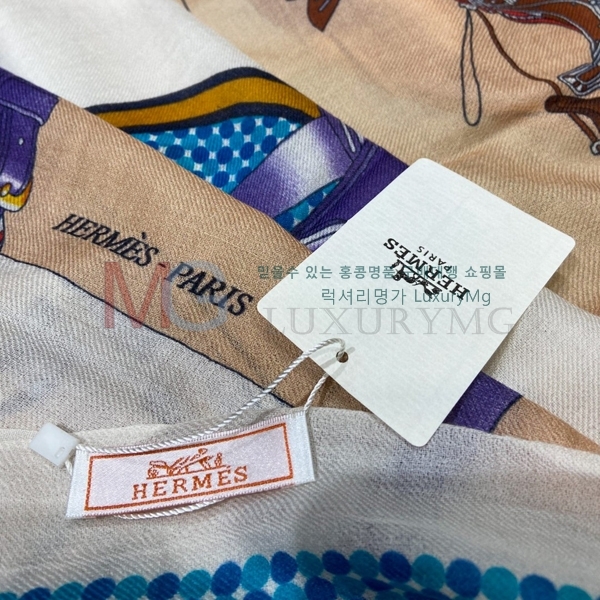 HERMÈS-PARIS
HERMÈS
PARIS
믿을수 있는 홍콩명품 쇼핑몰
럭셔리명가 LuxuryMg
MG LUXURYMG
HERMÈS